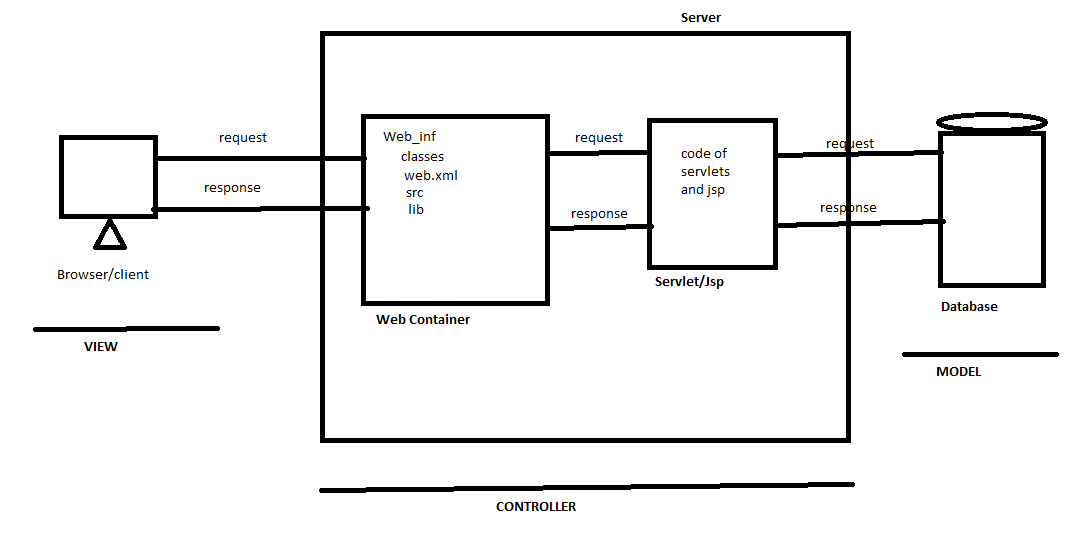 Server
request
response
Browser/client
VIEW
Web_inf
classes
web.xml
src
lib
Web Container
request
response
code of
servlets
and jsp
Servlet/Jsp
request
response
Database
MODEL
CONTROLLER